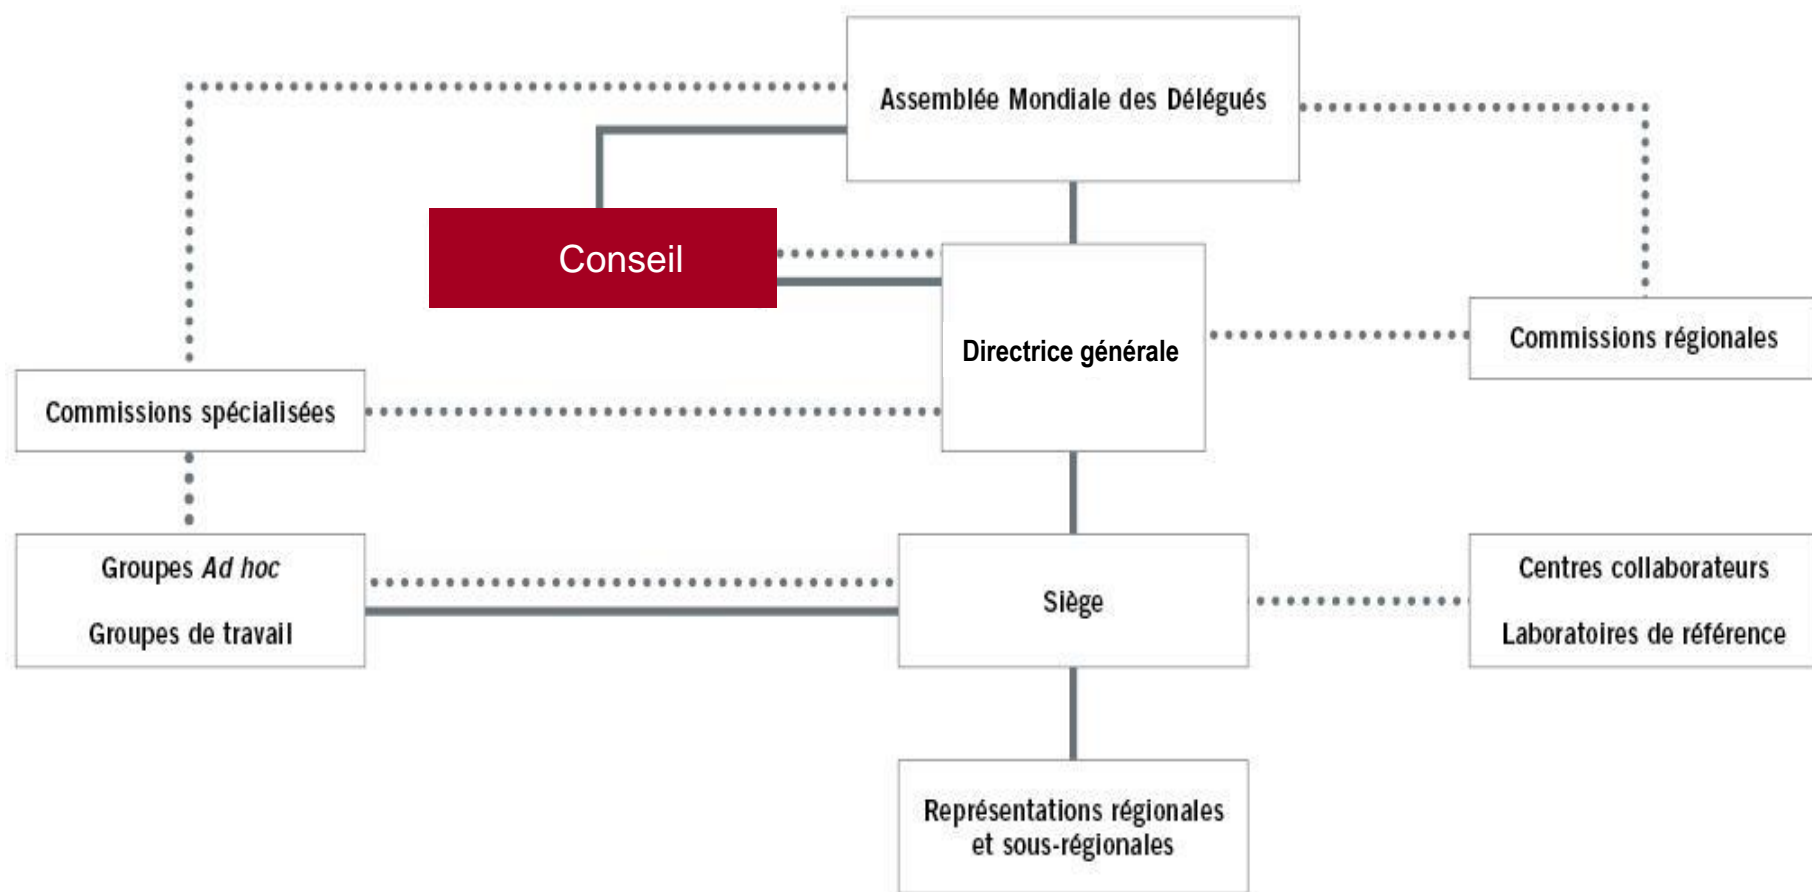 Assemblée Mondiale des Délégués
Conseil
Directrice générale
Commissions régionales
Commissions spécialisées
Groupes Ad hoc
Groupes de travail
Siège
Centres collaborateurs
Laboratoires de référence
Représentations régionales
et sous-régionales